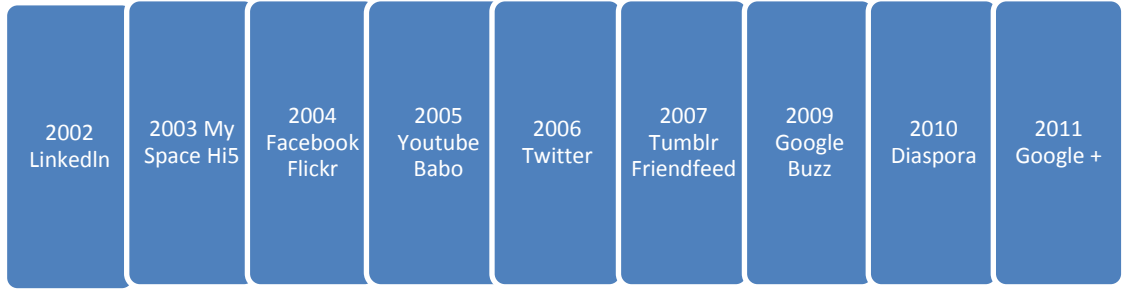 2002
LinkedIn
2003 My
Space Hi5
2004
Facebook
Flickr
2005
Youtube
Babo
2006
Twitter
2007
Tumblr
Friendfeed
2009
Google
Buzz
2010
Diaspora
2011
Google +